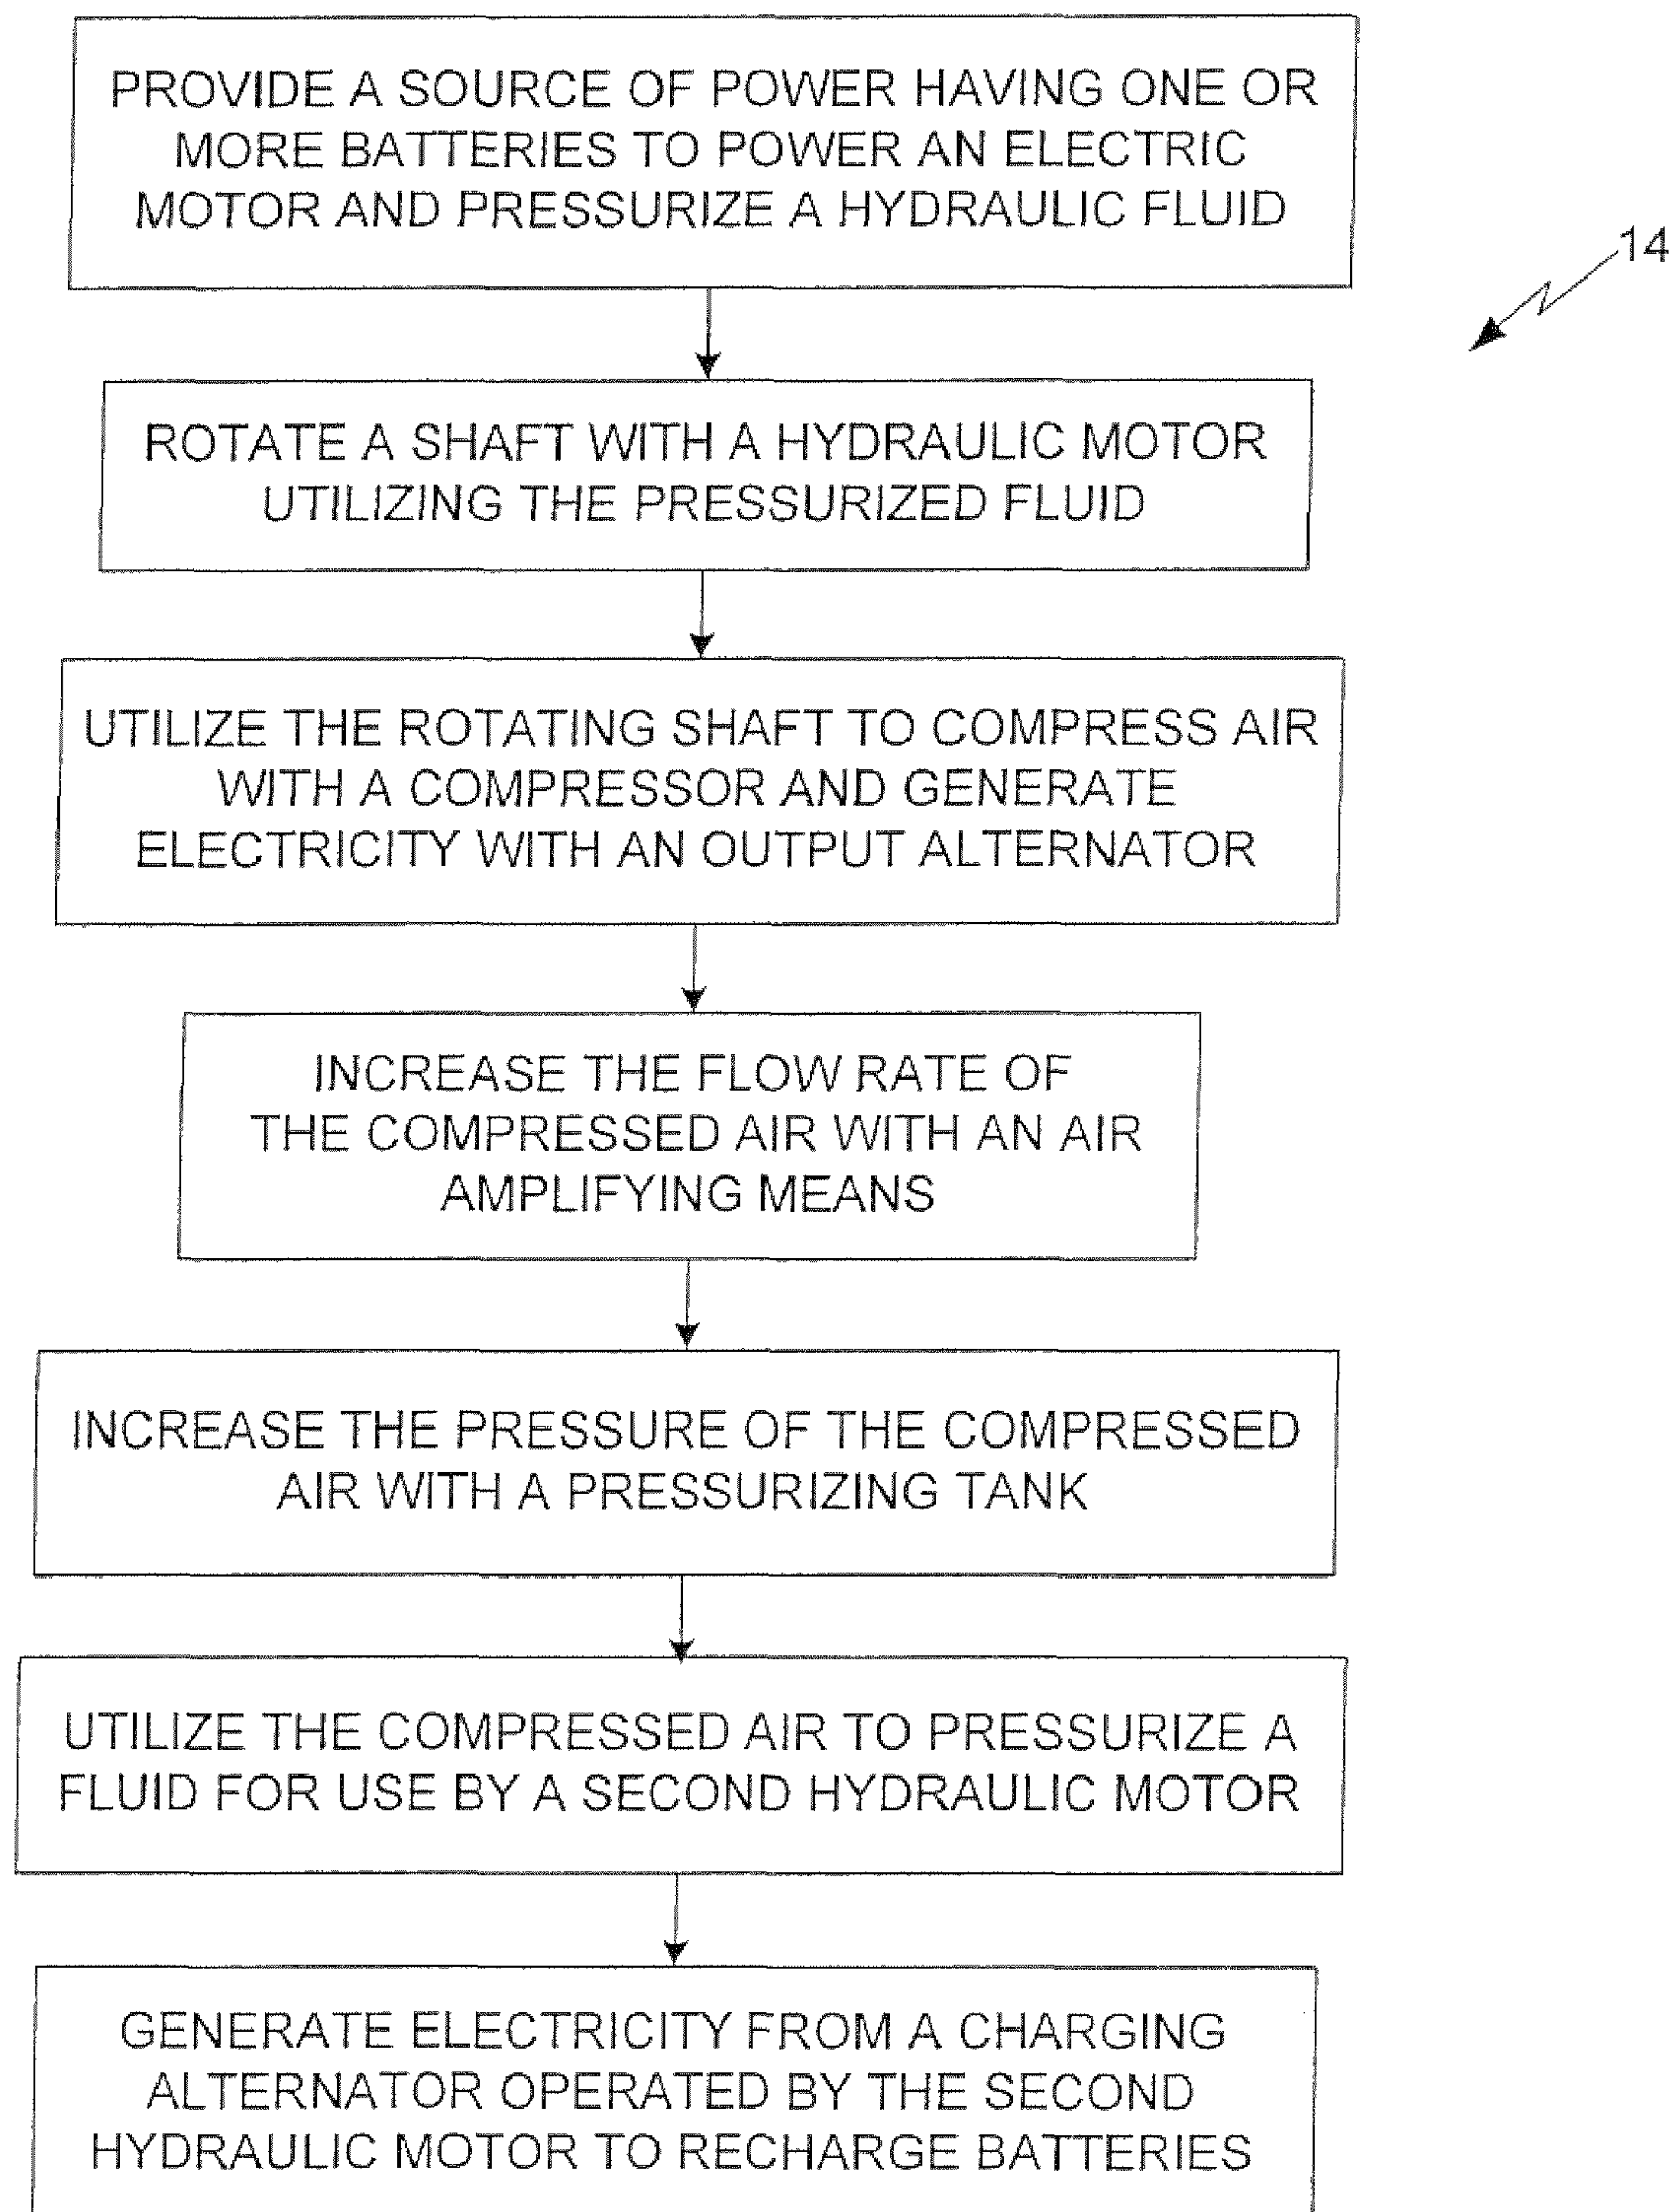 PROVIDE A SOURCE OF POWER HAVING ONE OR
MORE BATTERIES TO POWER AN ELECTRIC
MOTOR AND PRESSURIZE A HYDRAULIC FLUID
14
ROTATE A SHAFT WITH A HYDRAULIC MOTOR
UTILIZING THE PRESSURIZED FLUID
UTILIZE THE ROTATING SHAFT TO COMPRESS AIR
WITH A COMPRESSOR AND GENERATE
ELECTRICITY WITH AN OUTPUT ALTERNATOR
INCREASE THE FLOW RATE OF
THE COMPRESSED AIR WITH AN AIR
AMPLIFYING MEANS
INCREASE THE PRESSURE OF THE COMPRESSED
AIR WITH A PRESSURIZING TANK
UTILIZE THE COMPRESSED AIR TO PRESSURIZE A
FLUID FOR USE BY A SECOND HYDRAULIC MOTOR
GENERATE ELECTRICITY FROM A CHARGING
ALTERNATOR OPERATED BY THE SECOND
HYDRAULIC MOTOR TO RECHARGE BATTERIES